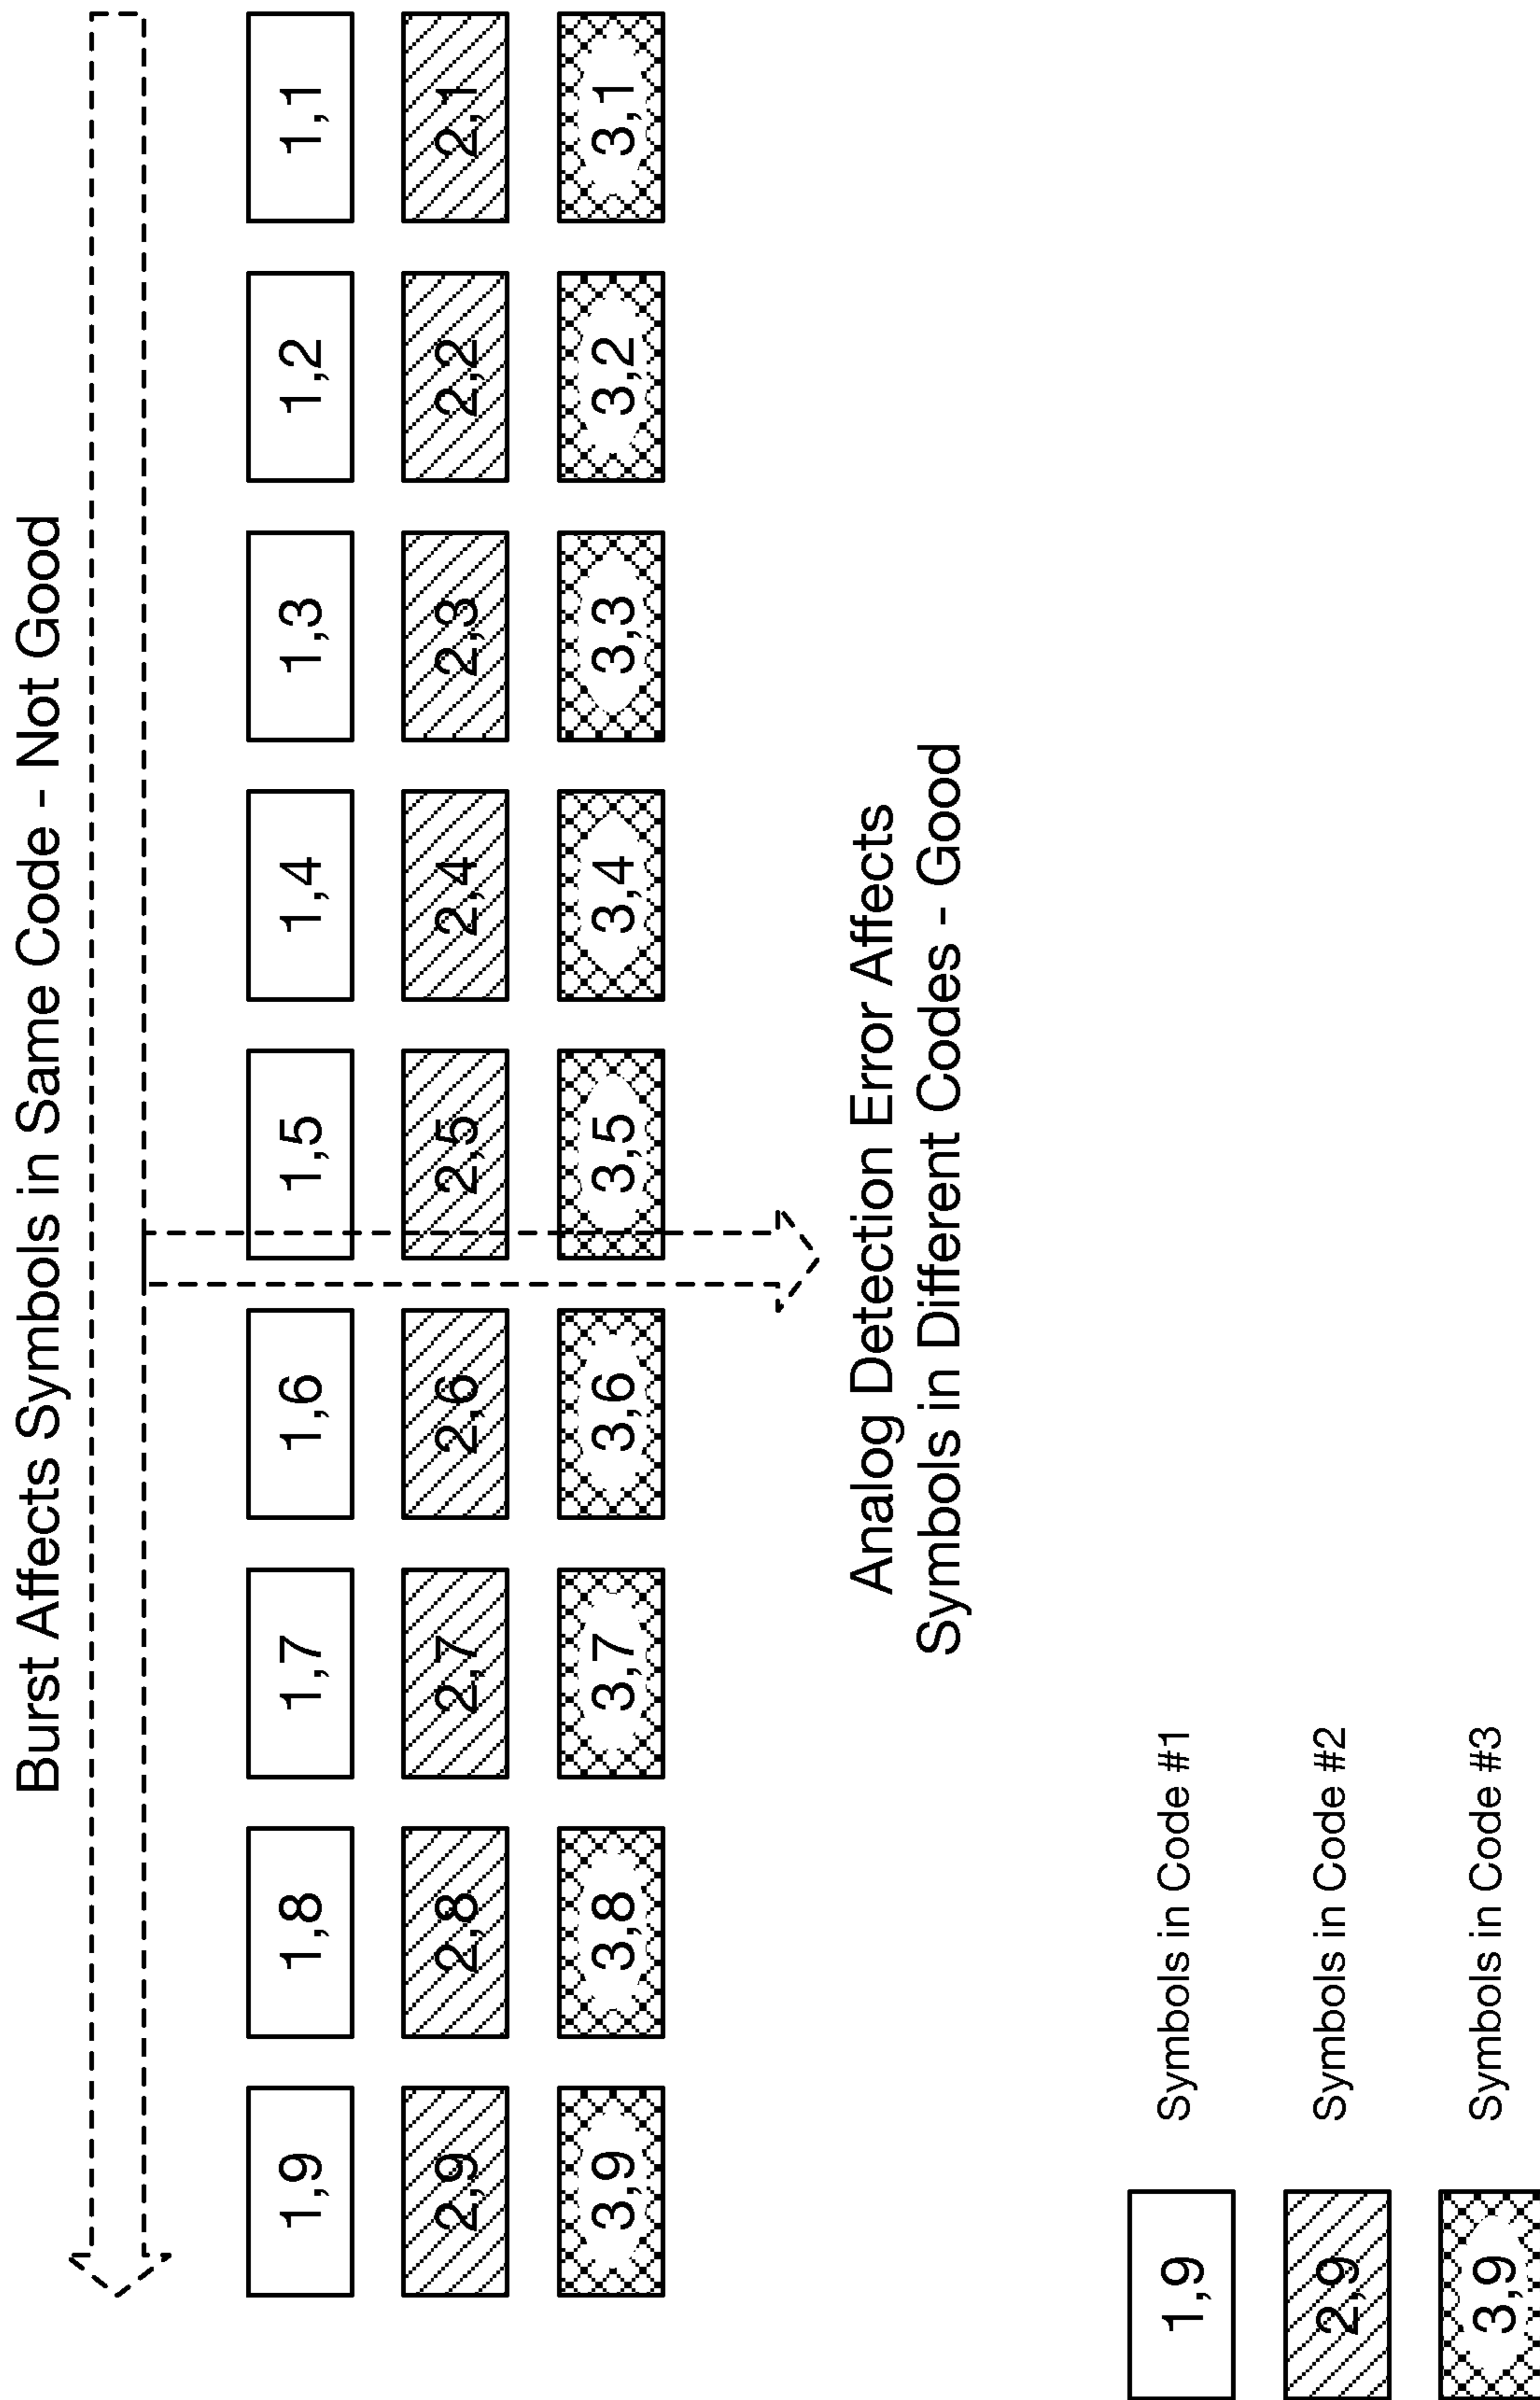 Burst Affects Symbols in Same Code - Not Good
1,9 1,8 1,7 1,6 1,5 1,4 1,3 1,2 1,1
2,9 2,8 2,7 2,6 2,5 2,4 2,3 2,2 2,1
3,9 3,8 3,7 3,6 3,5 3,4 3,3 3,2 3,1
Analog Detection Error Affects
Symbols in Different Codes - Good
1,9 Symbols in Code #1
2,9 Symbols in Code #2
3,9 Symbols in Code #3